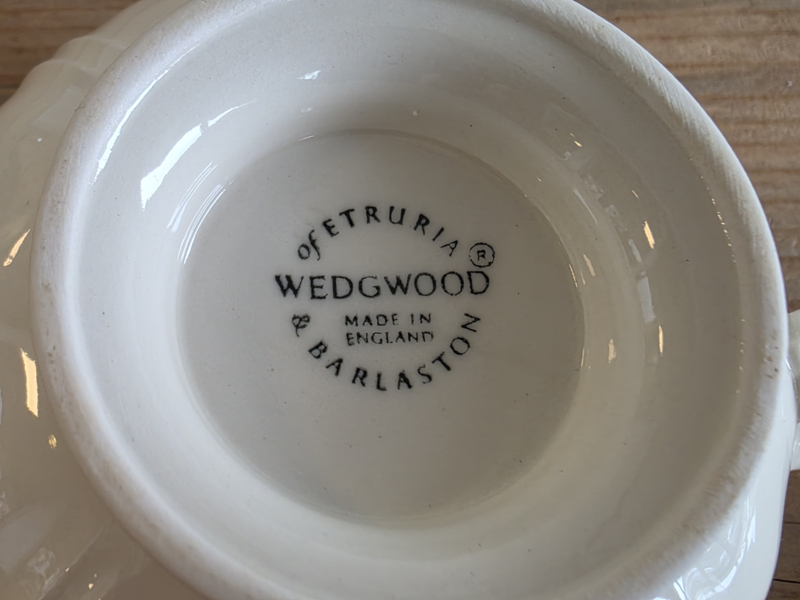 of ETRURIA
®
WEDGWOOD
MADE IN
ENGLAND
& BARLASTON